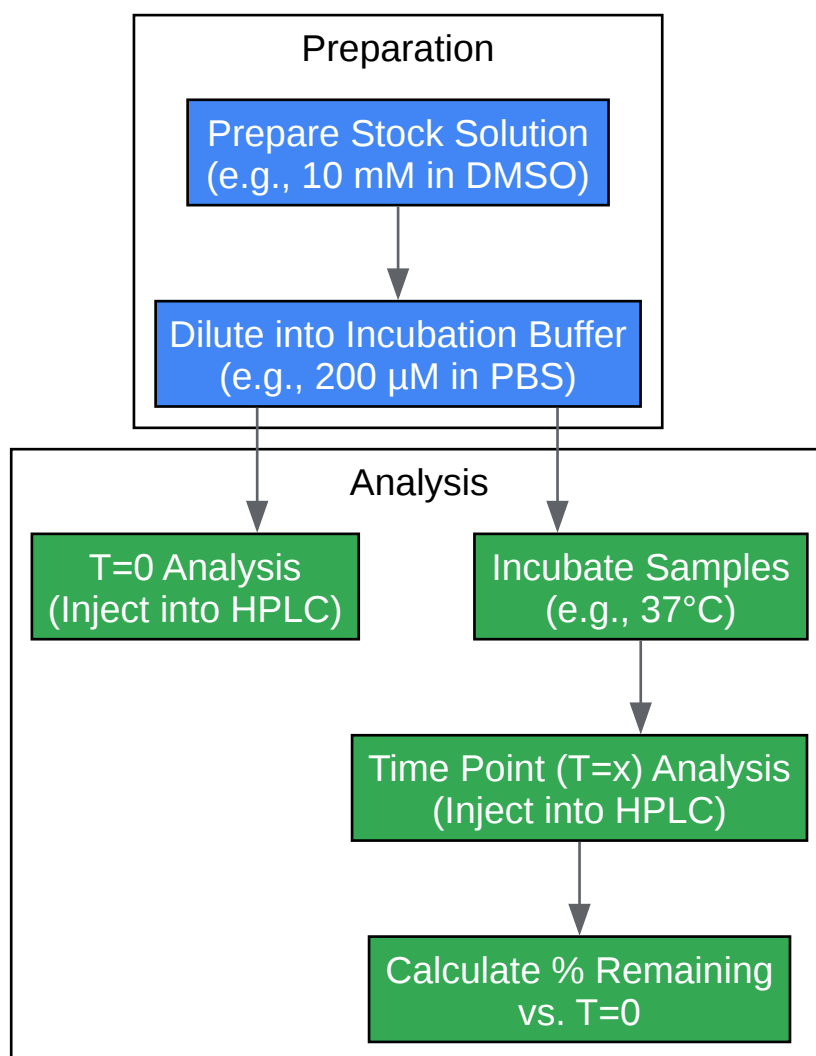 Preparation
Prepare Stock Solution
(e.g., 10 mM in DMSO)
Dilute into Incubation Buffer
(e.g., 200 µM in PBS)
Analysis
T=0 Analysis
(Inject into HPLC)
Incubate Samples
(e.g., 37°C)
Time Point (T=x) Analysis
(Inject into HPLC)
Calculate % Remaining
vs. T=0